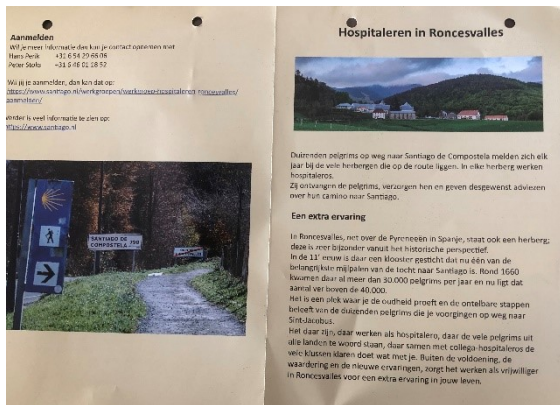 Aanmelden
Wil je meer informatie dan kan je contact opnemen met
Hans Perik +31 6 54 29 66 06
Peter Stolo +31 6 46 01 18 52
Wil jij je aanmelden, dan kan dat op:
https://www.santiago.nl/werkgroepen/werkgroep-hospitaleren-roncesvalles/
aanmelden/
Verder is veel informatie te zien op:
https://www.santiago.nl
SANTIAGO DE
COMPOSTELA 790
Hospitaleren in Roncesvalles
Duizenden pelgrims op weg naar Santiago de Compostela melden zich elk
jaar bij de vele herbergen die op de route liggen. In elke herberg werken
hospitaleros.
Zij ontvangen de pelgrims, verzorgen hen en geven desgewenst adviezen
over hun camino naar Santiago.
Een extra ervaring
In Roncesvalles, net over de Pyreneeën in Spanje, staat ook een herberg;
deze is zeer bijzonder vanuit het historische perspectief.
In de 11e eeuw is daar een klooster gesticht dat nu één van de
belangrijkste mijlpalen van de tocht naar Santiago is. Rond 1660
kwamen daar al meer dan 30.000 pelgrims per jaar en nu ligt dat
aantal ver boven de 40.000.
Het is een plek waar je de oudheid proeft en de ontelbare stappen
beleeft van de duizenden pelgrims die je voorgingen op weg naar
Sint-Jacobus.
Het daar zijn, daar werken als hospitalero, daar de vele pelgrims uit
alle landen te woord staan, daar samen met collega-hospitaleros de
vele klussen klaren doet wat met je. Buiten de voldoening, de
waardering en de nieuwe ervaringen, zorgt het werken als vrijwilliger
in Roncesvalles voor een extra ervaring in jouw leven.